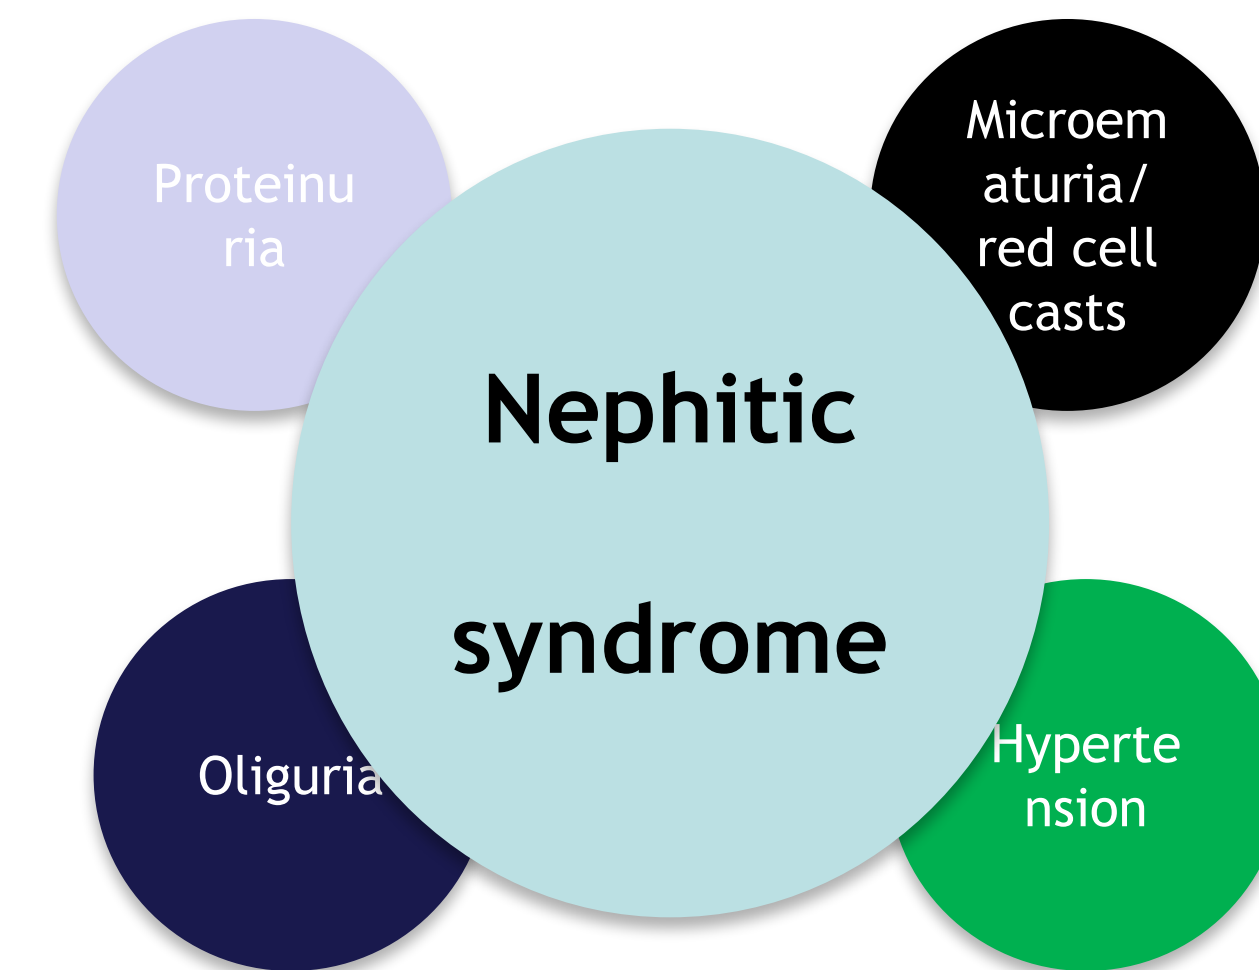 Proteinu
ria
Microem
aturia/
red cell
casts
Nephitic
syndrome
Oliguria
Hyperte
nsion